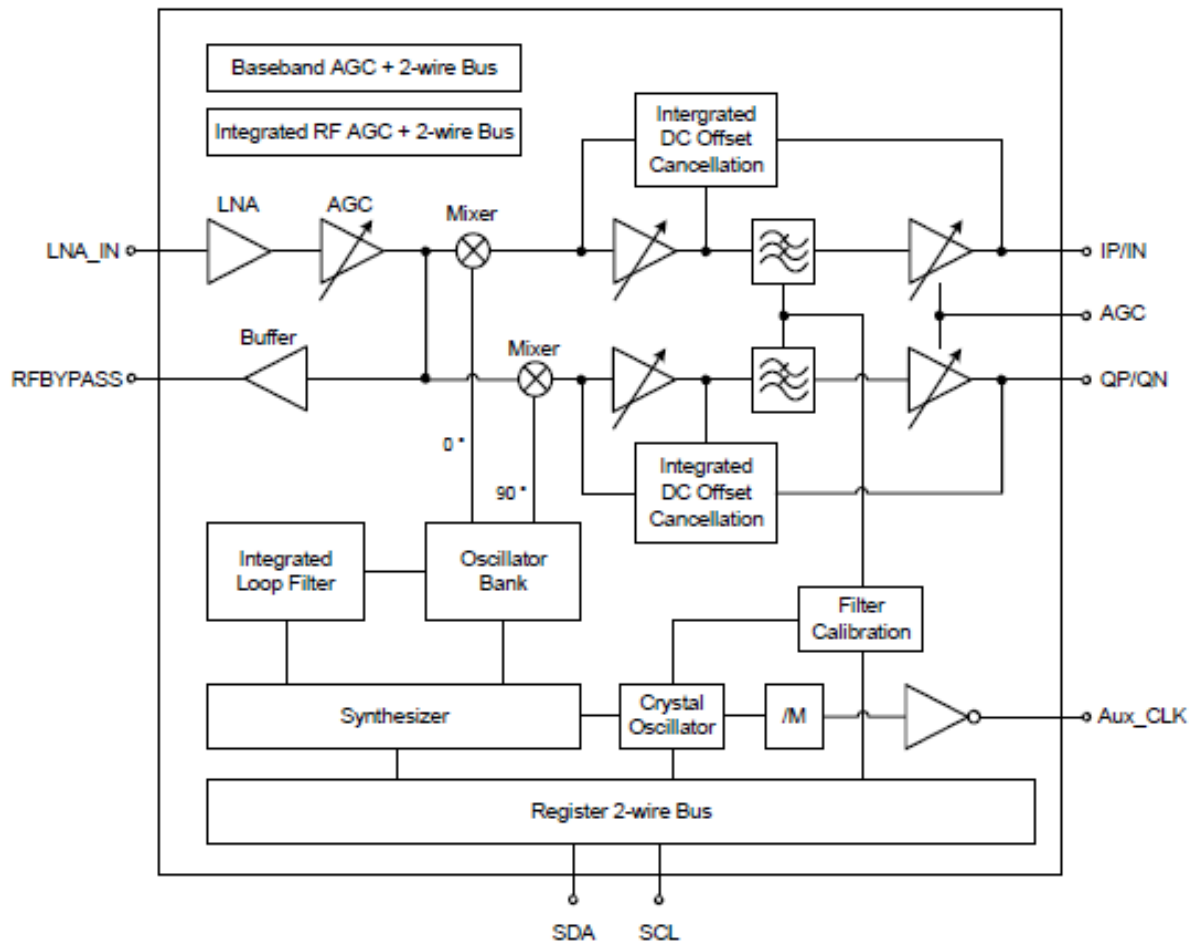 Baseband AGC + 2-wire Bus
Integrated RF AGC + 2-wire Bus
Intergrated
DC Offset
Cancellation
LNA
AGC
Mixer
LNA_IN
IP/IN
AGC
Buffer
Mixer
RFBYPASS
QP/QN
0 °
90 °
Integrated
DC Offset
Cancellation
Integrated
Loop Filter
Oscillator
Bank
Filter
Calibration
Synthesizer
Crystal
Oscillator
/M
Aux_CLK
Register 2-wire Bus
SDA
SCL